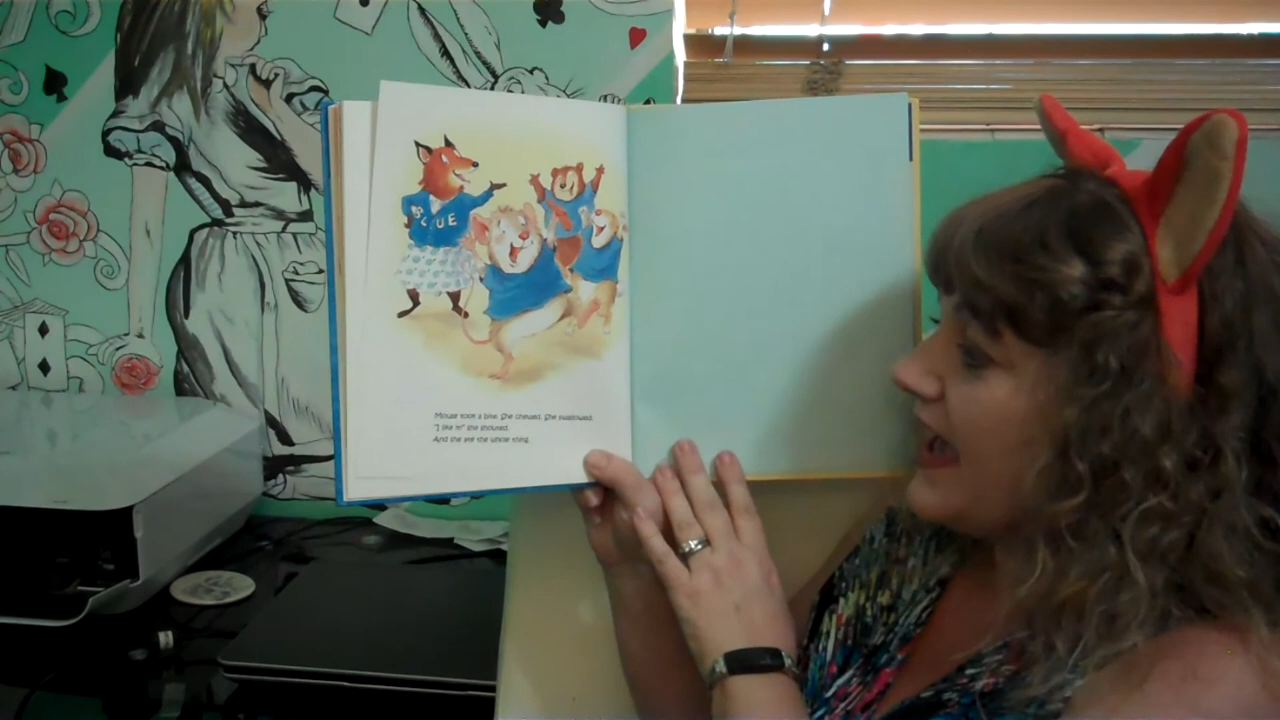 BLUE
Mouse took a bite. She chewed. She swallowed.
"I like it!" she shouted.
And she ate the whole thing.